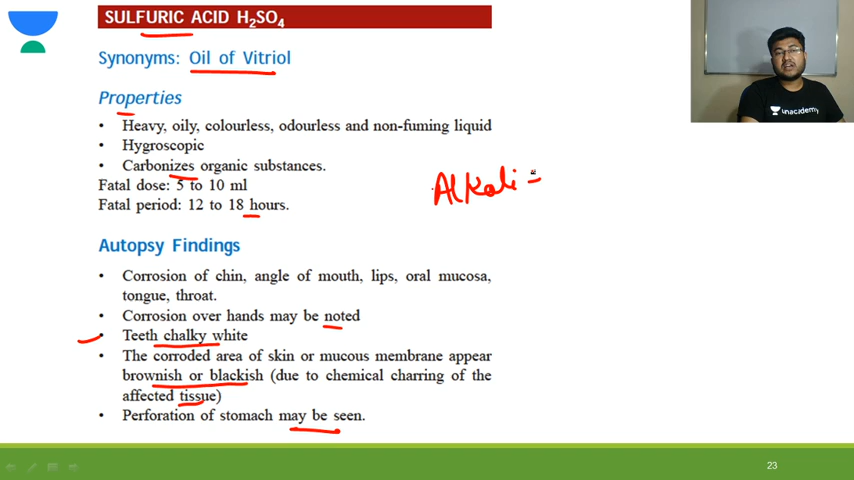 SULFURIC ACID H₂SO₄
Synonyms: Oil of Vitriol
Properties
• Heavy, oily, colourless, odourless and non-fuming liquid
• Hygroscopic
• Carbonizes organic substances.
Fatal dose: 5 to 10 ml
Fatal period: 12 to 18 hours.
Alkali =
Autopsy Findings
• Corrosion of chin, angle of mouth, lips, oral mucosa,
tongue, throat.
• Corrosion over hands may be noted
• Teeth chalky white
• The corroded area of skin or mucous membrane appear
brownish or blackish (due to chemical charring of the
affected tissue)
• Perforation of stomach may be seen.
unacademy
23